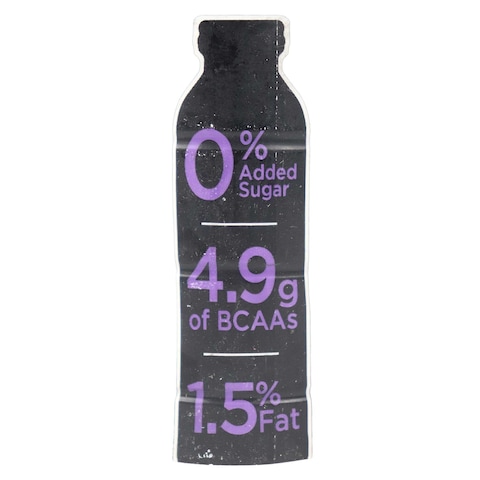 0%
Added
Sugar
4.9g
of BCAAs
1.5%
Fat